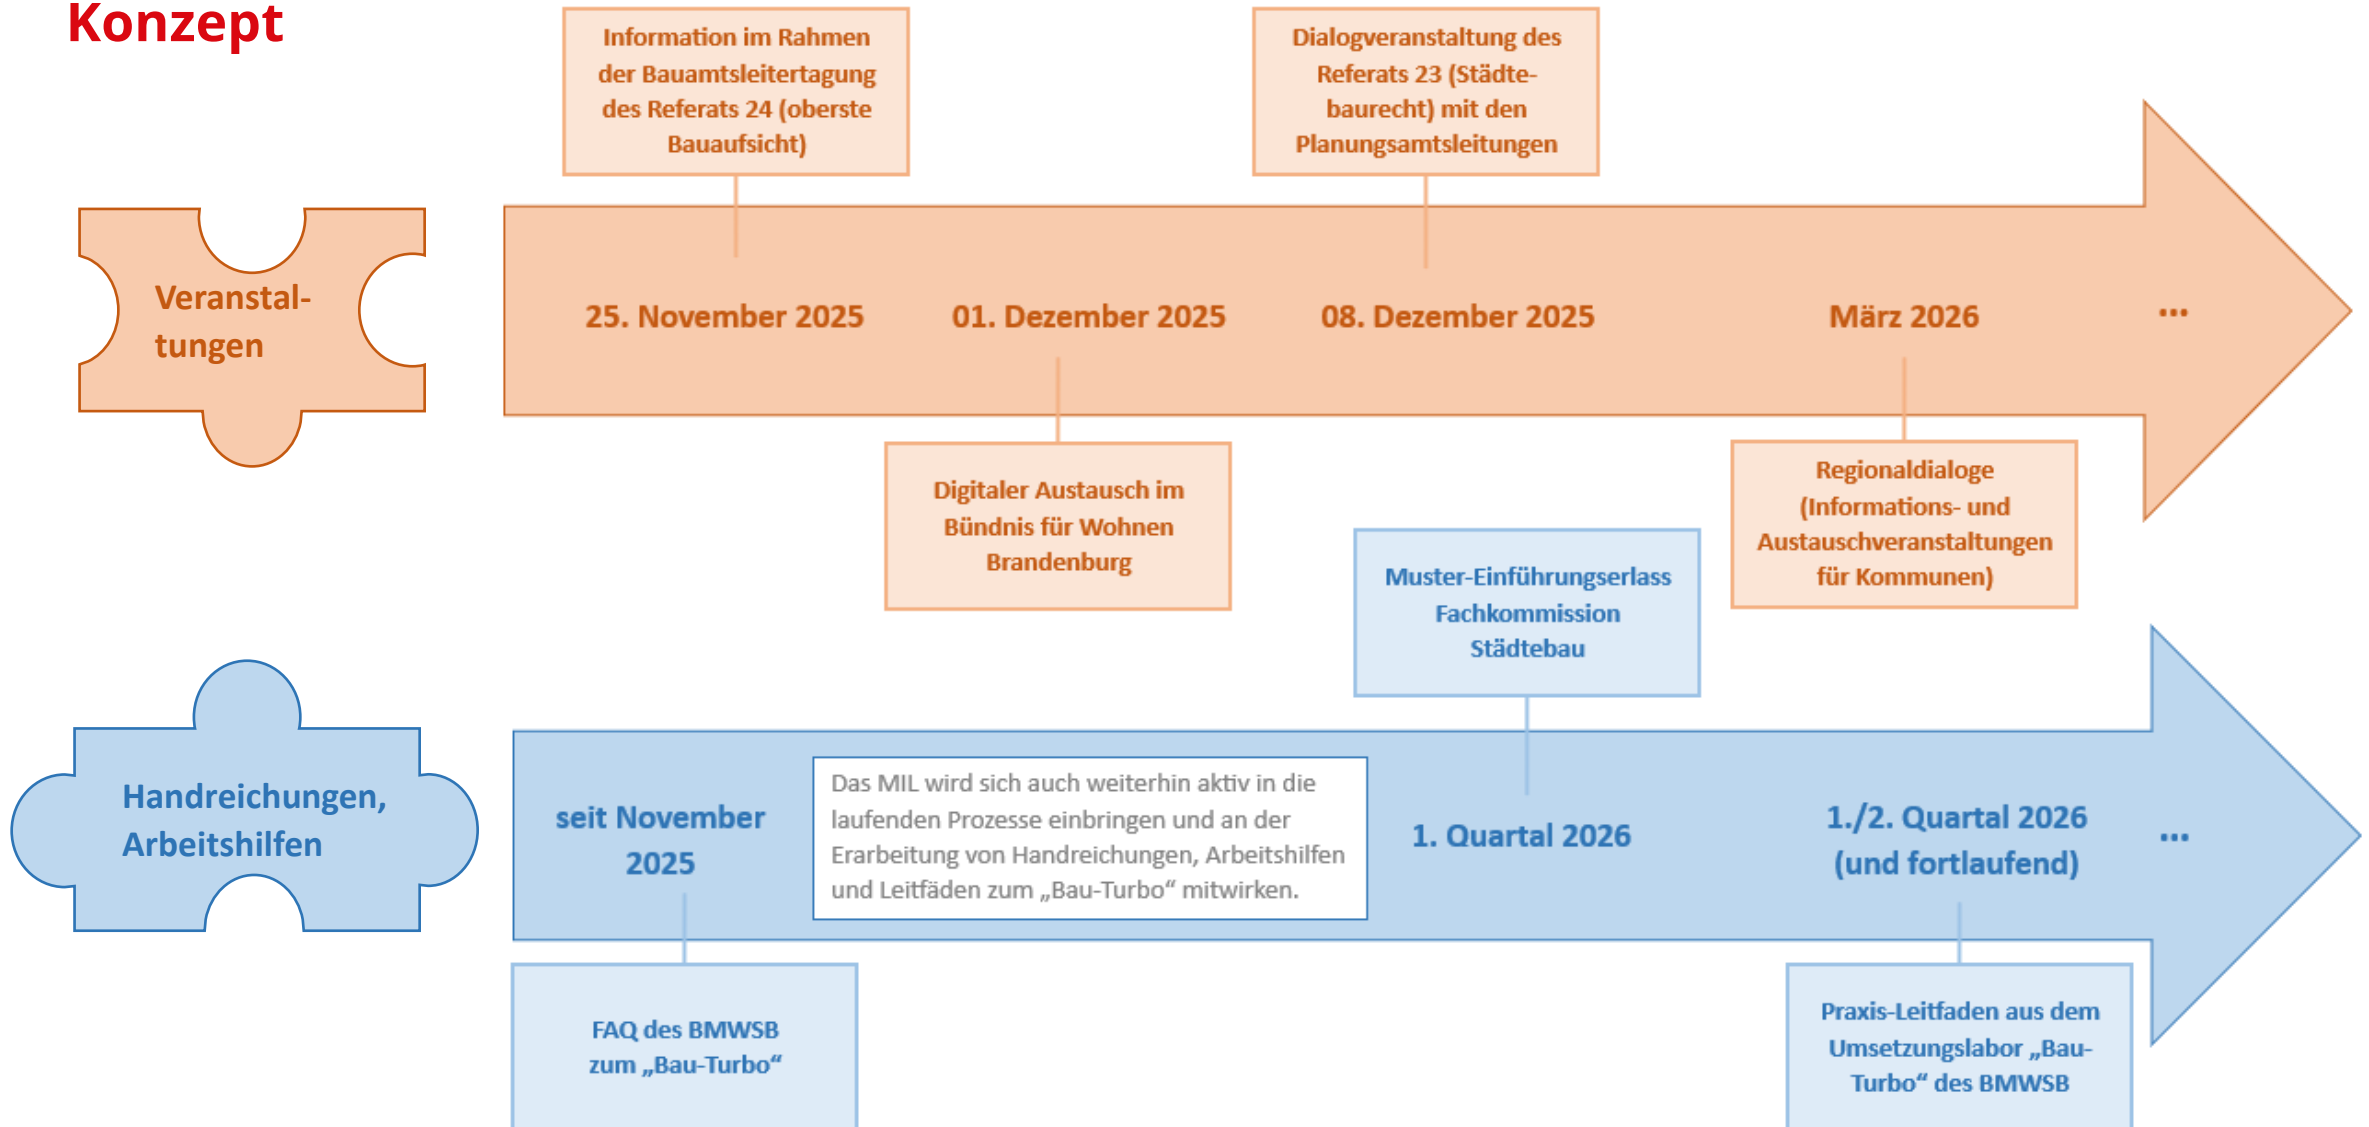 Konzept
Information im Rahmen
der Bauamtsleitertagung
des Referats 24 (oberste
Bauaufsicht)
Dialogveranstaltung des
Referats 23 (Städte-
baurecht) mit den
Planungsamtsleitungen
Veranstal-
tungen
25. November 2025
01. Dezember 2025
08. Dezember 2025
März 2026
...
Digitaler Austausch im
Bündnis für Wohnen
Brandenburg
Regionaldialoge
(Informations- und
Austauschveranstaltungen
für Kommunen)
Muster-Einführungserlass
Fachkommission
Städtebau
Handreichungen,
Arbeitshilfen
seit November
2025
Das MIL wird sich auch weiterhin aktiv in die
laufenden Prozesse einbringen und an der
Erarbeitung von Handreichungen, Arbeitshilfen
und Leitfäden zum „Bau-Turbo“ mitwirken.
1. Quartal 2026
1./2. Quartal 2026
(und fortlaufend)
...
FAQ des BMWSB
zum „Bau-Turbo“
Praxis-Leitfaden aus dem
Umsetzungslabor „Bau-
Turbo“ des BMWSB